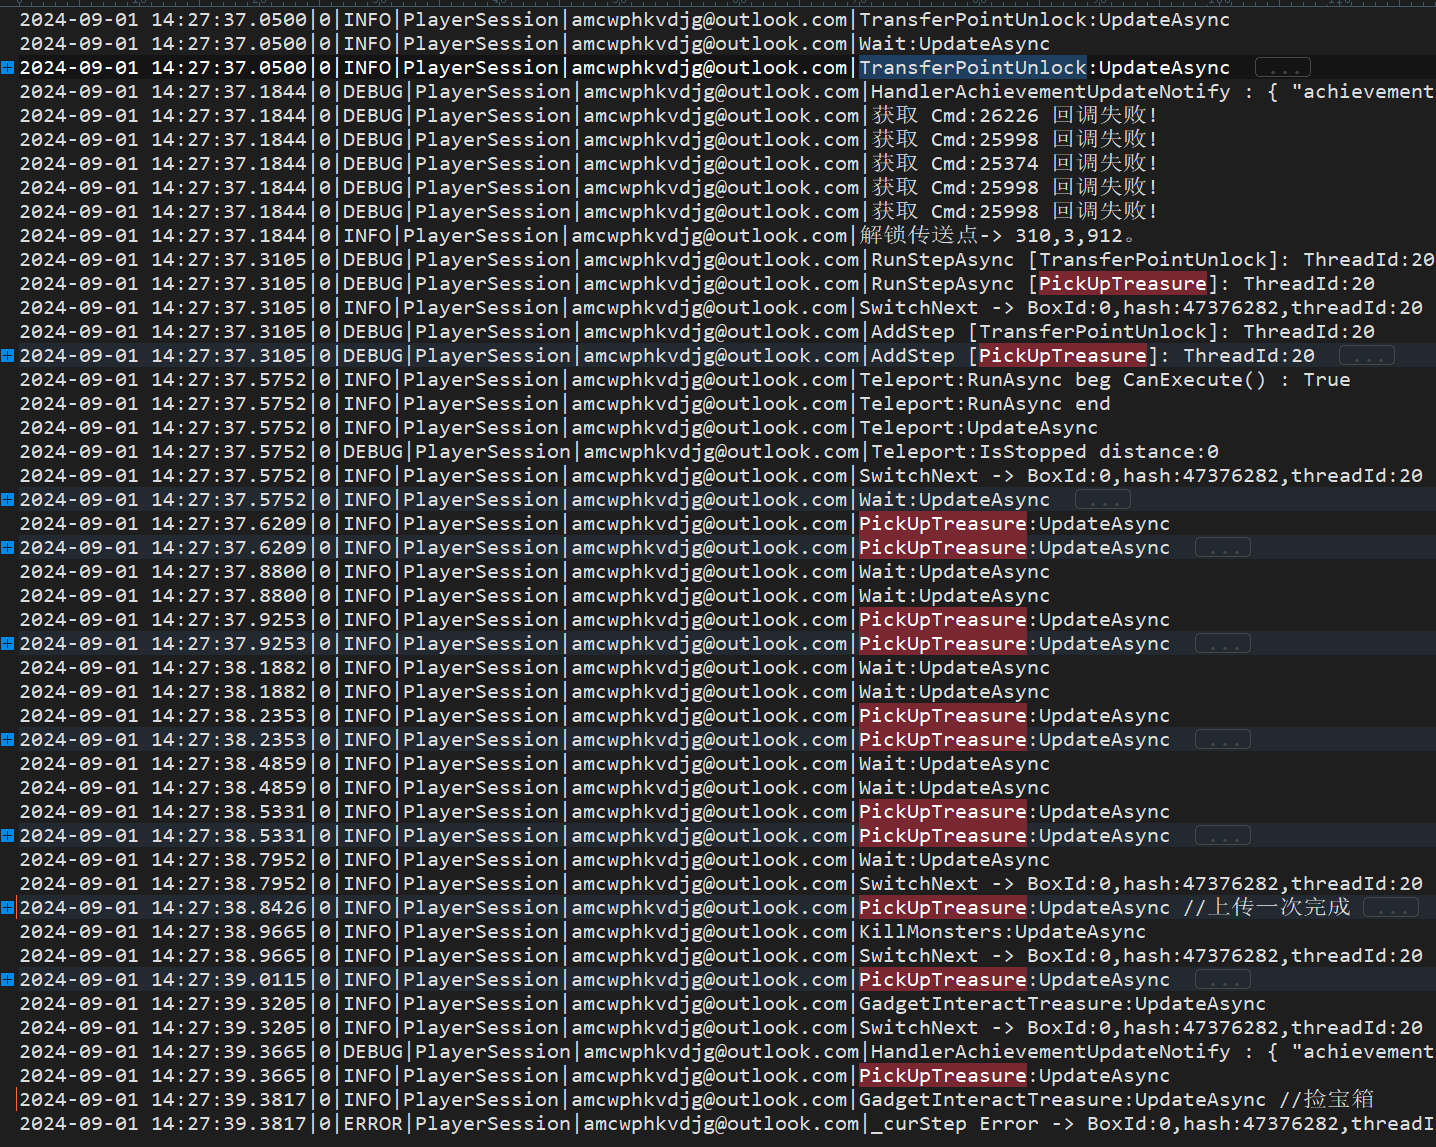 2024-09-01 14:27:37.0500|0|INFO|PlayerSession|amcwphkvdjg@outlook.com|TransferPointUnlock:UpdateAsync
2024-09-01 14:27:37.0500|0|INFO|PlayerSession|amcwphkvdjg@outlook.com|Wait:UpdateAsync
2024-09-01 14:27:37.0500|0|INFO|PlayerSession|amcwphkvdjg@outlook.com|TransferPointUnlock:UpdateAsync ...
2024-09-01 14:27:37.1844|0|DEBUG|PlayerSession|amcwphkvdjg@outlook.com|HandlerAchievementUpdateNotify : { "achievement
2024-09-01 14:27:37.1844|0|DEBUG|PlayerSession|amcwphkvdjg@outlook.com|获取 Cmd:26226 回调失败!
2024-09-01 14:27:37.1844|0|DEBUG|PlayerSession|amcwphkvdjg@outlook.com|获取 Cmd:25998 回调失败!
2024-09-01 14:27:37.1844|0|DEBUG|PlayerSession|amcwphkvdjg@outlook.com|获取 Cmd:25374 回调失败!
2024-09-01 14:27:37.1844|0|DEBUG|PlayerSession|amcwphkvdjg@outlook.com|获取 Cmd:25998 回调失败!
2024-09-01 14:27:37.1844|0|DEBUG|PlayerSession|amcwphkvdjg@outlook.com|获取 Cmd:25998 回调失败!
2024-09-01 14:27:37.1844|0|INFO|PlayerSession|amcwphkvdjg@outlook.com|解锁传送点-> 310,3,912。
2024-09-01 14:27:37.3105|0|DEBUG|PlayerSession|amcwphkvdjg@outlook.com|RunStepAsync [TransferPointUnlock]: ThreadId:20
2024-09-01 14:27:37.3105|0|DEBUG|PlayerSession|amcwphkvdjg@outlook.com|RunStepAsync [PickUpTreasure]: ThreadId:20
2024-09-01 14:27:37.3105|0|INFO|PlayerSession|amcwphkvdjg@outlook.com|SwitchNext -> BoxId:0,hash:47376282,threadId:20
2024-09-01 14:27:37.3105|0|DEBUG|PlayerSession|amcwphkvdjg@outlook.com|AddStep [TransferPointUnlock]: ThreadId:20
2024-09-01 14:27:37.3105|0|DEBUG|PlayerSession|amcwphkvdjg@outlook.com|AddStep [PickUpTreasure]: ThreadId:20 ...
2024-09-01 14:27:37.5752|0|INFO|PlayerSession|amcwphkvdjg@outlook.com|Teleport:RunAsync beg CanExecute() : True
2024-09-01 14:27:37.5752|0|INFO|PlayerSession|amcwphkvdjg@outlook.com|Teleport:RunAsync end
2024-09-01 14:27:37.5752|0|INFO|PlayerSession|amcwphkvdjg@outlook.com|Teleport:UpdateAsync
2024-09-01 14:27:37.5752|0|DEBUG|PlayerSession|amcwphkvdjg@outlook.com|Teleport:IsStopped distance:0
2024-09-01 14:27:37.5752|0|INFO|PlayerSession|amcwphkvdjg@outlook.com|SwitchNext -> BoxId:0,hash:47376282,threadId:20
2024-09-01 14:27:37.5752|0|INFO|PlayerSession|amcwphkvdjg@outlook.com|Wait:UpdateAsync ...
2024-09-01 14:27:37.6209|0|INFO|PlayerSession|amcwphkvdjg@outlook.com|PickUpTreasure:UpdateAsync
2024-09-01 14:27:37.6209|0|INFO|PlayerSession|amcwphkvdjg@outlook.com|PickUpTreasure:UpdateAsync ...
2024-09-01 14:27:37.8800|0|INFO|PlayerSession|amcwphkvdjg@outlook.com|Wait:UpdateAsync
2024-09-01 14:27:37.8800|0|INFO|PlayerSession|amcwphkvdjg@outlook.com|Wait:UpdateAsync
2024-09-01 14:27:37.9253|0|INFO|PlayerSession|amcwphkvdjg@outlook.com|PickUpTreasure:UpdateAsync
2024-09-01 14:27:37.9253|0|INFO|PlayerSession|amcwphkvdjg@outlook.com|PickUpTreasure:UpdateAsync ...
2024-09-01 14:27:38.1882|0|INFO|PlayerSession|amcwphkvdjg@outlook.com|Wait:UpdateAsync
2024-09-01 14:27:38.1882|0|INFO|PlayerSession|amcwphkvdjg@outlook.com|Wait:UpdateAsync
2024-09-01 14:27:38.2353|0|INFO|PlayerSession|amcwphkvdjg@outlook.com|PickUpTreasure:UpdateAsync
2024-09-01 14:27:38.2353|0|INFO|PlayerSession|amcwphkvdjg@outlook.com|PickUpTreasure:UpdateAsync ...
2024-09-01 14:27:38.4859|0|INFO|PlayerSession|amcwphkvdjg@outlook.com|Wait:UpdateAsync
2024-09-01 14:27:38.4859|0|INFO|PlayerSession|amcwphkvdjg@outlook.com|Wait:UpdateAsync
2024-09-01 14:27:38.5331|0|INFO|PlayerSession|amcwphkvdjg@outlook.com|PickUpTreasure:UpdateAsync
2024-09-01 14:27:38.5331|0|INFO|PlayerSession|amcwphkvdjg@outlook.com|PickUpTreasure:UpdateAsync ...
2024-09-01 14:27:38.7952|0|INFO|PlayerSession|amcwphkvdjg@outlook.com|Wait:UpdateAsync
2024-09-01 14:27:38.7952|0|INFO|PlayerSession|amcwphkvdjg@outlook.com|SwitchNext -> BoxId:0,hash:47376282,threadId:20
2024-09-01 14:27:38.8426|0|INFO|PlayerSession|amcwphkvdjg@outlook.com|PickUpTreasure:UpdateAsync //上传一次完成 ...
2024-09-01 14:27:38.9665|0|INFO|PlayerSession|amcwphkvdjg@outlook.com|KillMonsters:UpdateAsync
2024-09-01 14:27:38.9665|0|INFO|PlayerSession|amcwphkvdjg@outlook.com|SwitchNext -> BoxId:0,hash:47376282,threadId:20
2024-09-01 14:27:39.0115|0|INFO|PlayerSession|amcwphkvdjg@outlook.com|PickUpTreasure:UpdateAsync ...
2024-09-01 14:27:39.3205|0|INFO|PlayerSession|amcwphkvdjg@outlook.com|GadgetInteractTreasure:UpdateAsync
2024-09-01 14:27:39.3205|0|INFO|PlayerSession|amcwphkvdjg@outlook.com|SwitchNext -> BoxId:0,hash:47376282,threadId:20
2024-09-01 14:27:39.3665|0|DEBUG|PlayerSession|amcwphkvdjg@outlook.com|HandlerAchievementUpdateNotify : { "achievement
2024-09-01 14:27:39.3665|0|INFO|PlayerSession|amcwphkvdjg@outlook.com|PickUpTreasure:UpdateAsync
2024-09-01 14:27:39.3817|0|INFO|PlayerSession|amcwphkvdjg@outlook.com|GadgetInteractTreasure:UpdateAsync //捡宝箱
2024-09-01 14:27:39.3817|0|ERROR|PlayerSession|amcwphkvdjg@outlook.com|_curStep Error -> BoxId:0,hash:47376282,threadI